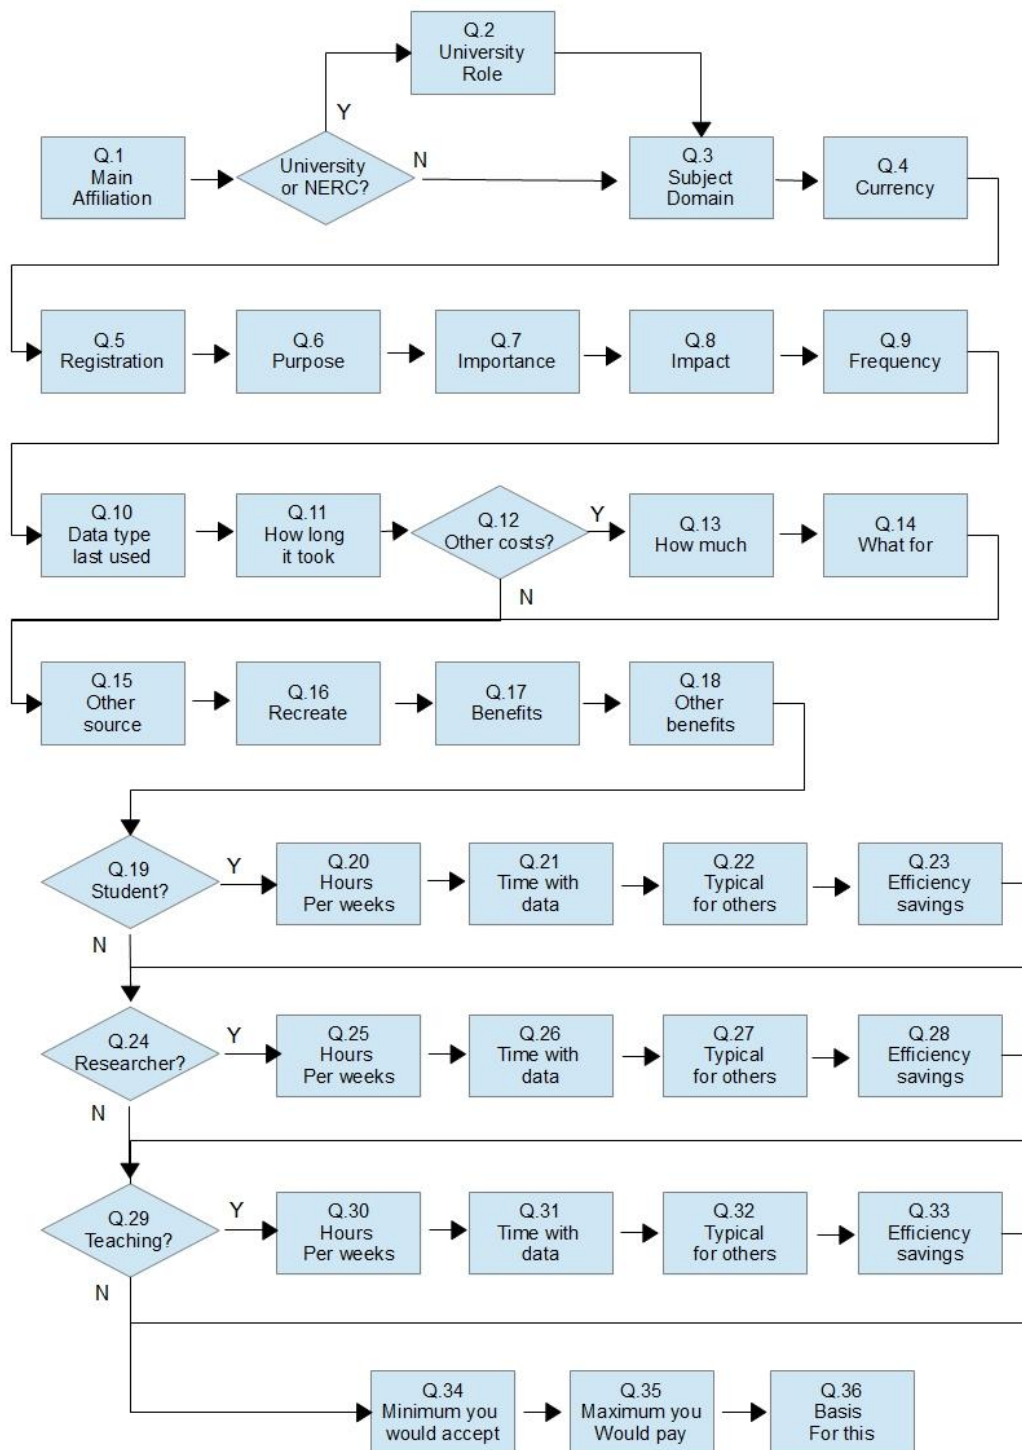 Q.2
University
Role
Y
Q.1
Main
Affiliation
University
or NERC?
N
Q.3
Subject
Domain
Q.4
Currency
Q.5
Registration
Q.6
Purpose
Q.7
Importance
Q.8
Impact
Q.9
Frequency
Q.10
Data type
last used
Q.11
How long
it took
Q.12
Other costs?
Y
N
Q.13
How much
Q.14
What for
Q.15
Other
source
Q.16
Recreate
Q.17
Benefits
Q.18
Other
benefits
Q.19
Student?
Y
N
Q.20
Hours
Per weeks
Q.21
Time with
data
Q.22
Typical
for others
Q.23
Efficiency
savings
Q.24
Researcher?
Y
N
Q.25
Hours
Per weeks
Q.26
Time with
data
Q.27
Typical
for others
Q.28
Efficiency
savings
Q.29
Teaching?
Y
N
Q.30
Hours
Per weeks
Q.31
Time with
data
Q.32
Typical
for others
Q.33
Efficiency
savings
Q.34
Minimum you
would accept
Q.35
Maximum you
Would pay
Q.36
Basis
For this